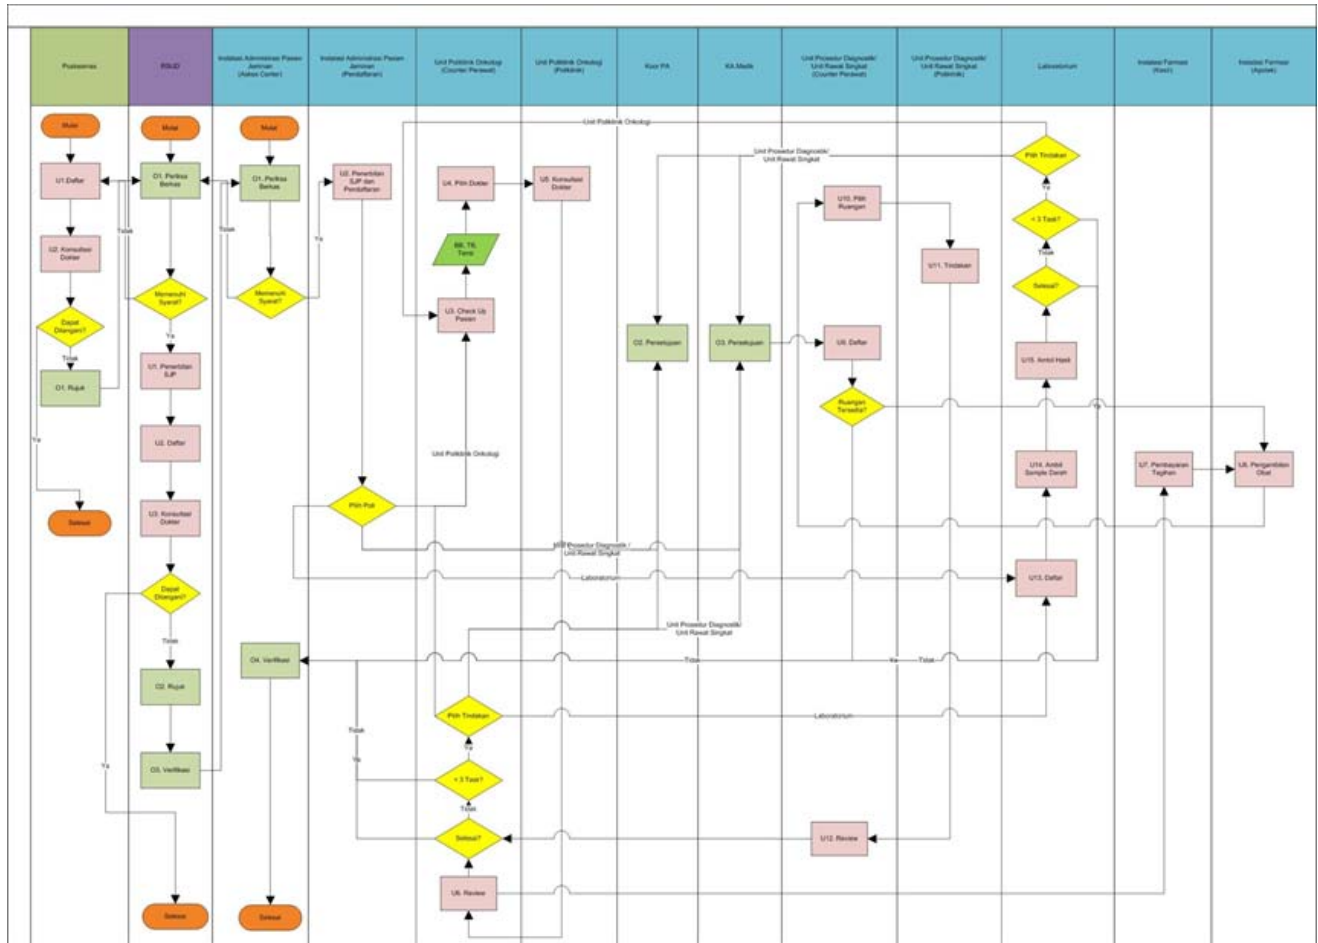 Puskesmas
RSUD
Instalasi Administrasi Pasien
Jaminan
(Askes Center)
Instalasi Administrasi Pasien
Jaminan
(Pendaftaran)
Unit Poliklinik Onkologi
(Counter Perawat)
Unit Poliklinik Onkologi
(Poliklinik)
Koor PA
KA.Medik
Unit Prosedur Diagnostik/
Unit Rawat Singkat
(Counter Perawat)
Unit Prosedur Diagnostik/
Unit Rawat Singkat
(Poliklinik)
Laboratorium
Instalasi Farmasi
(Kasir)
Instalasi Farmasi
(Apotek)
Mulai
Mulai
Mulai
Unit Poliklinik Onkologi
Unit Prosedur Diagnostik/
Unit Rawat Singkat
Pilih Tindakan
U1.Daftar
O1. Periksa
Berkas
O1. Periksa
Berkas
U2. Penerbitan
SJP dan
Pendaftaran
U4. Pilih Dokter
U5. Konsultasi
Dokter
Ya
U10. Pilih
Ruangan
< 3 Tasir?
Tidak
Tidak
Ya
U2. Konsultasi
Dokter
BB, TB,
Tensi
U11. Tindakan
Tidak
Selesai?
Memenuhi
Syarat?
Memenuhi
Syarat?
U3. Check Up
Pasien
Dapat
Ditangani?
Ya
O2. Persetujuan
O3. Persetujuan
U9. Daftar
U15. Ambil Hasil
Tidak
O1. Rujuk
U1. Penerbitan
SJP
Ruangan
Tersedia?
Ya
Ya
U2. Daftar
Unit Poliklinik Onkologi
U14. Ambil
Sample Darah
U7. Pembayaran
Tagihan
U8. Pengambilan
Obat
Pilih Poli
Selesai
U3. Konsultasi
Dokter
Unit Prosedur Diagnostik /
Unit Rawat Singkat
Laboratorium
U13. Daftar
Dapat
Ditangani?
Unit Prosedur Diagnostik/
Unit Rawat Singkat
Tidak
O4. Verifikasi
Tidak
Ya
Tidak
O2. Rujuk
Pilih Tindakan
Laboratorium
Tidak
Ya
Ya
Ya
O3. Verifikasi
< 3 Tasir?
Tidak
Selesai?
U12. Review
U6. Review
Selesai
Selesai